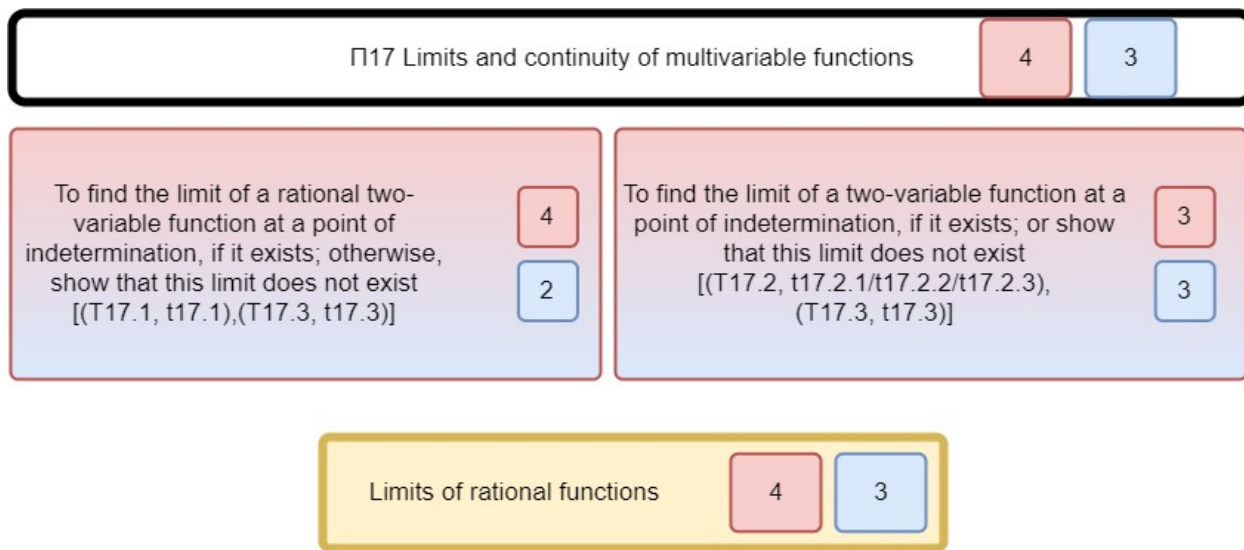 П17 Limits and continuity of multivariable functions
4
3
To find the limit of a rational two-
variable function at a point of
indetermination, if it exists; otherwise,
show that this limit does not exist
[(T17.1, t17.1),(T17.3, t17.3)]
4
2
To find the limit of a two-variable function at a
point of indetermination, if it exists; or show
that this limit does not exist
[(T17.2, t17.2.1/t17.2.2/t17.2.3),
(T17.3, t17.3)]
3
3
Limits of rational functions
4
3